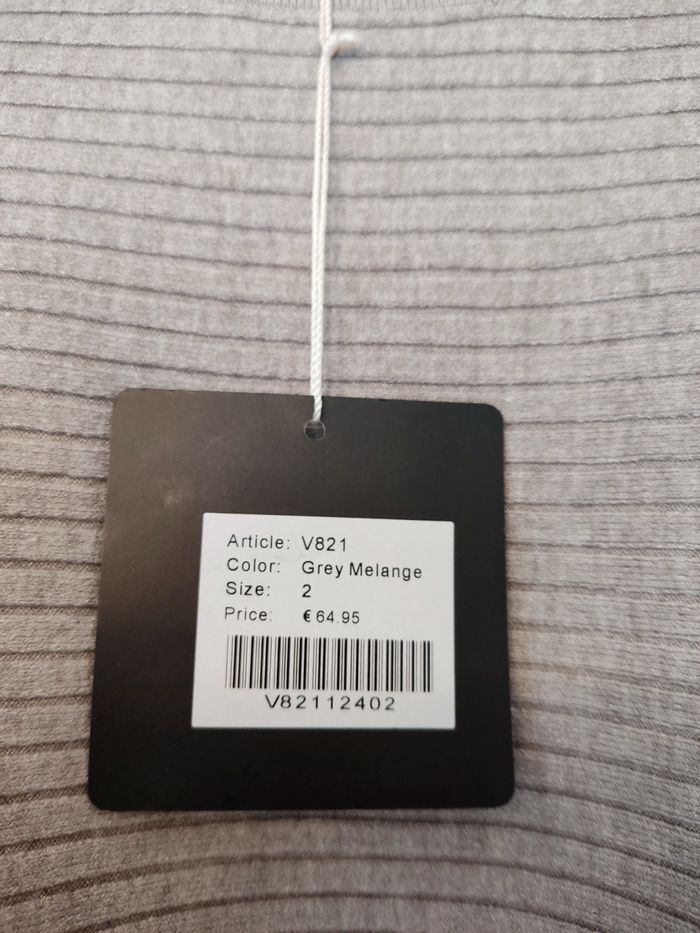 Article: V821
Color: Grey Melange
Size: 2
Price: € 64.95
V82112402